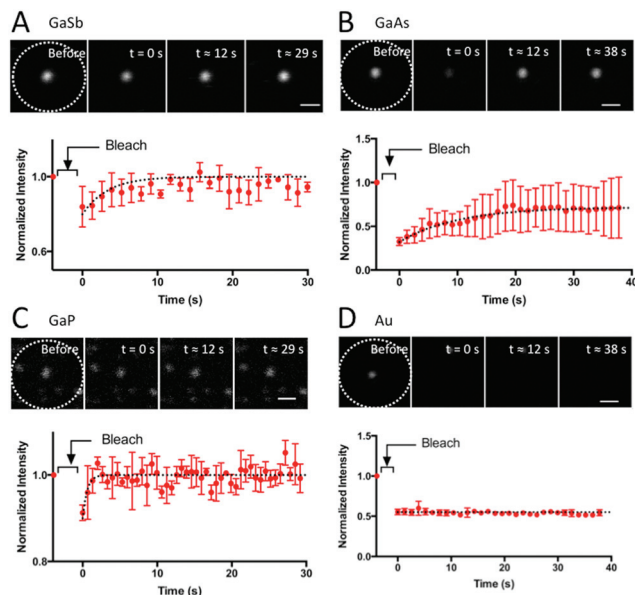 A GaSb
Before t = 0 s t ≈ 12 s t ≈ 29 s
Bleach
Normalized Intensity
1.0
0.6
0 10 20 30
Time (s)
B GaAs
Before t = 0 s t ≈ 12 s t ≈ 38 s
Bleach
Normalized Intensity
1.5
1.0
0.5
0.0
0 10 20 30 40
Time (s)
C GaP
Before t = 0 s t ≈ 12 s t ≈ 29 s
Bleach
Normalized Intensity
1.0
0.8
0 10 20 30
Time (s)
D Au
Before t = 0 s t ≈ 12 s t ≈ 38 s
Bleach
Normalized Intensity
1.5
1.0
0.5
0.0
0 10 20 30 40
Time (s)